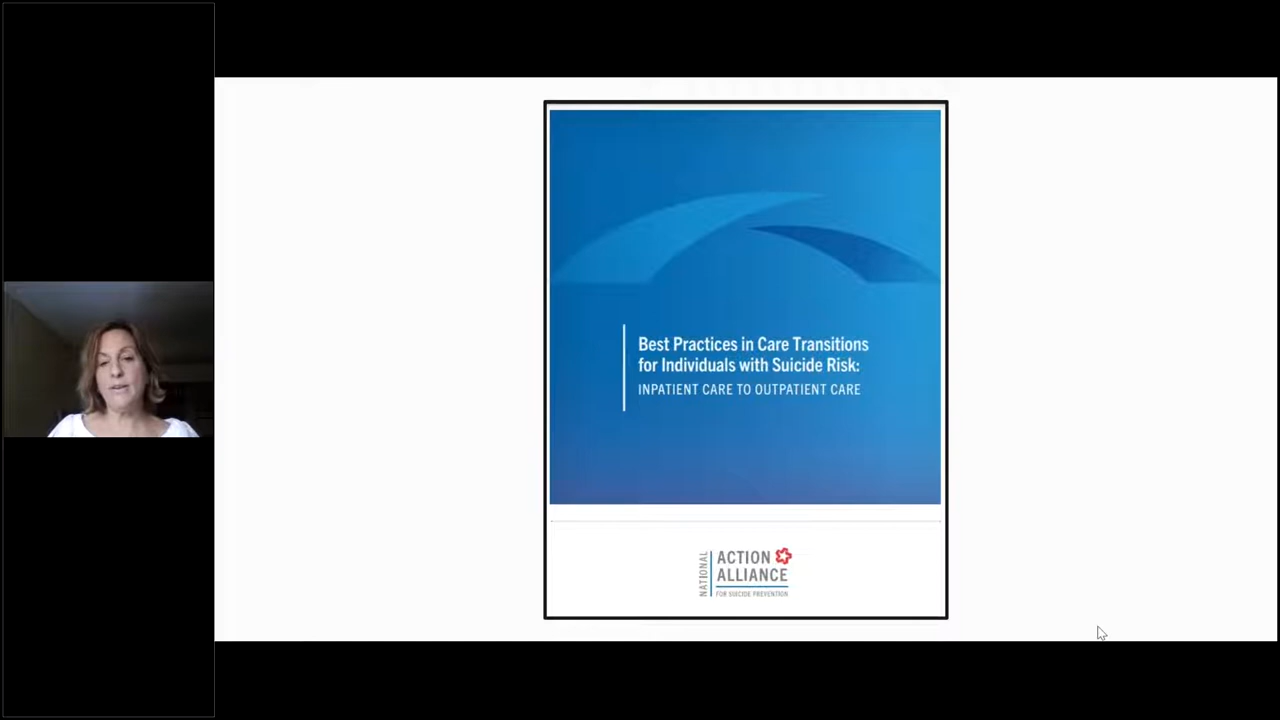 Best Practices in Care Transitions
for Individuals with Suicide Risk:
INPATIENT CARE TO OUTPATIENT CARE
NATIONAL
ACTION
ALLIANCE
FOR SUICIDE PREVENTION